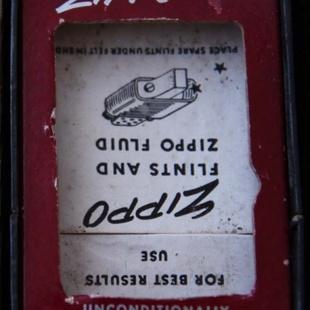 UNCONDITIONALLY
FOR BEST RESULTS
USE
ZIPPO
FLINTS AND
ZIPPO FLUID
PLACE SPARE FLINTS UNDER FELT IN END